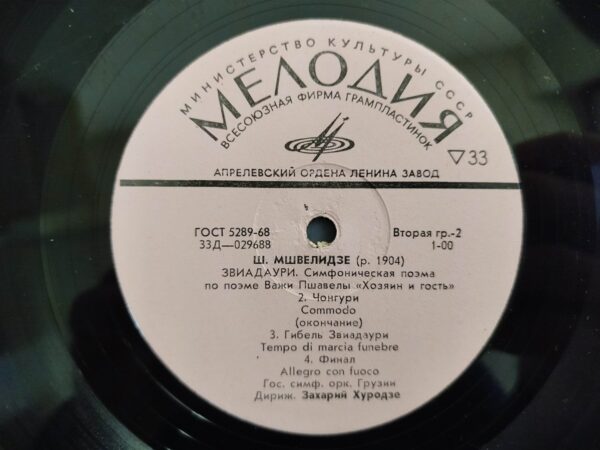 МИНИСТЕРСТВО КУЛЬТУРЫ СССР
МЕЛОДИЯ
ВСЕСОЮЗНАЯ ФИРМА ГРАМПЛАСТИНОК
▽33
АПРЕЛЕВСКИЙ ОРДЕНА ЛЕНИНА ЗАВОД
ГОСТ 5289-68 Вторая гр.-2
33Д—029688 1-00
Ш. МШВЕЛИДЗЕ (р. 1904)
ЗВИАДАУРИ. Симфоническая поэма
по поэме Важи Пшавелы «Хозяин и гость»
2. Чонгури
Commodo
(окончание)
3. Гибель Звиадаури
Tempo di marcia funebre
4. Финал
Allegro con fuoco
Гос. симф. орк. Грузии
Дириж. Захарий Хуродзе